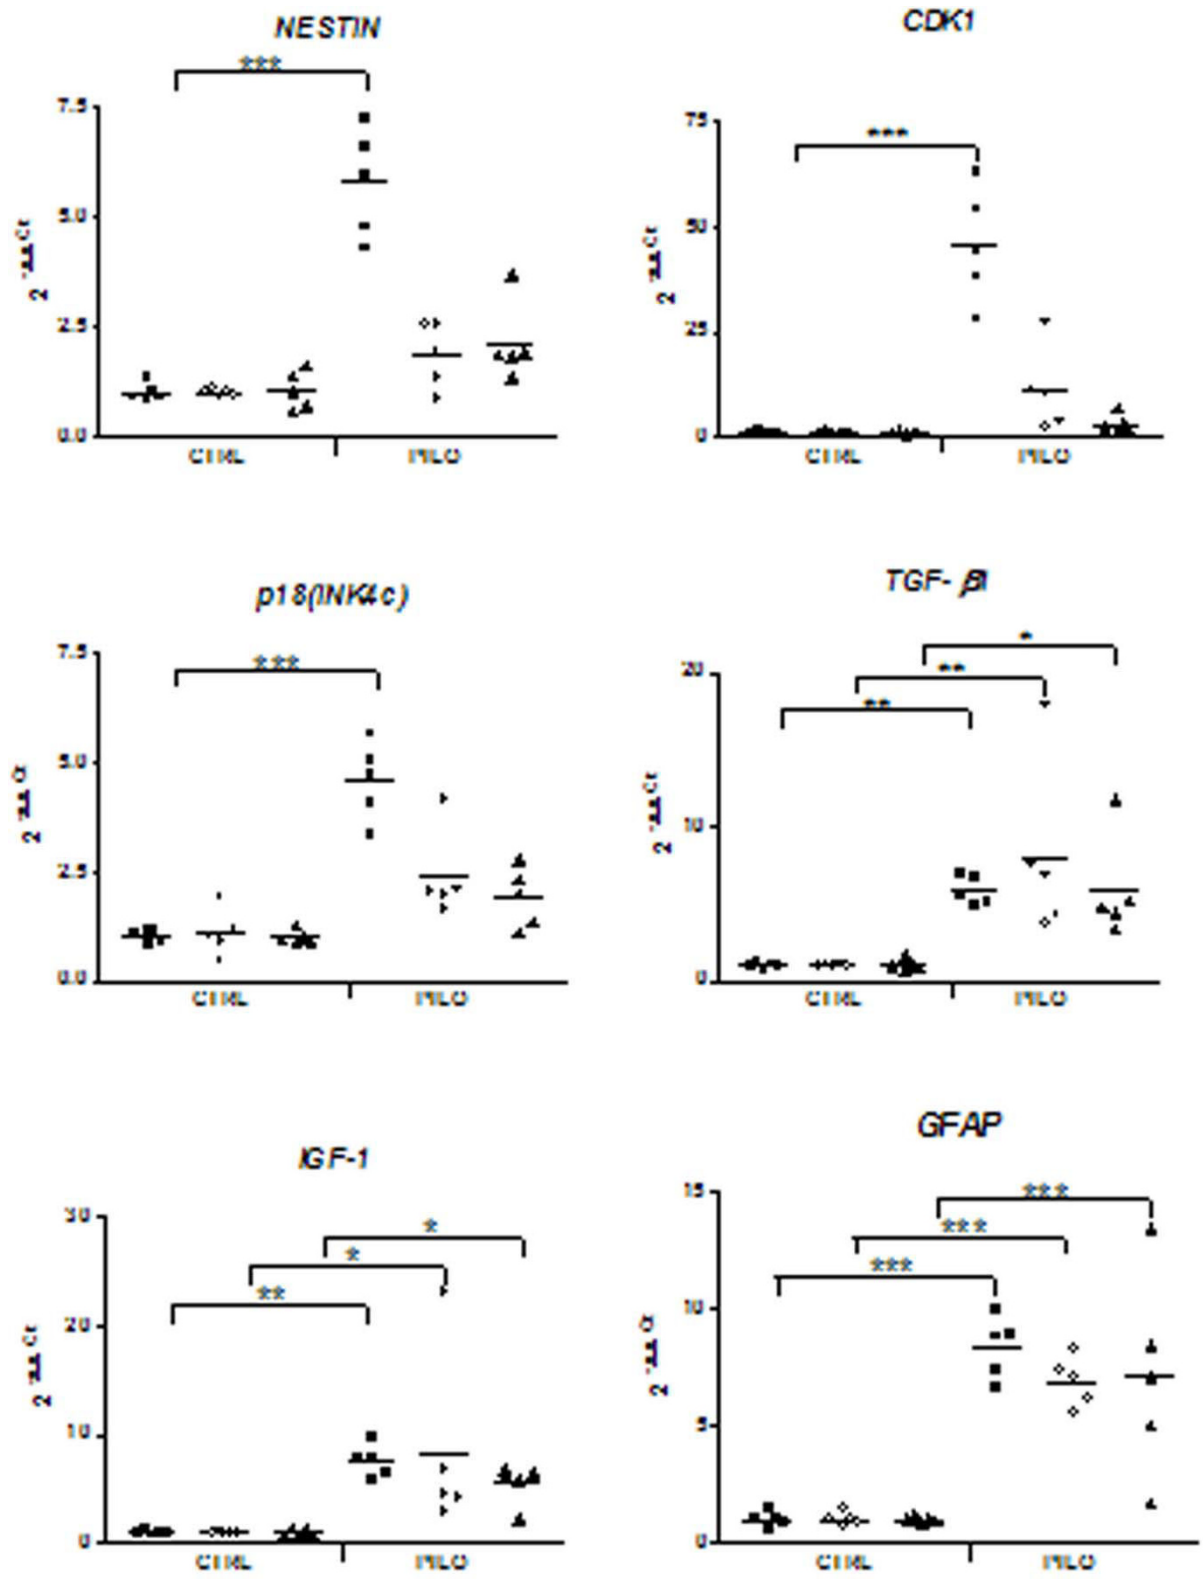 NESTIN
***
7.5
5.0
2.5
0.0
CTRL
PILO
CDK1
***
75
50
25
0
CTRL
PILO
p18(INK4c)
***
7.5
5.0
2.5
0.0
CTRL
PILO
TGF- β1
*
**
**
20
10
0
CTRL
PILO
IGF-1
*
*
**
30
20
10
0
CTRL
PILO
GFAP
***
***
***
15
10
5
0
CTRL
PILO